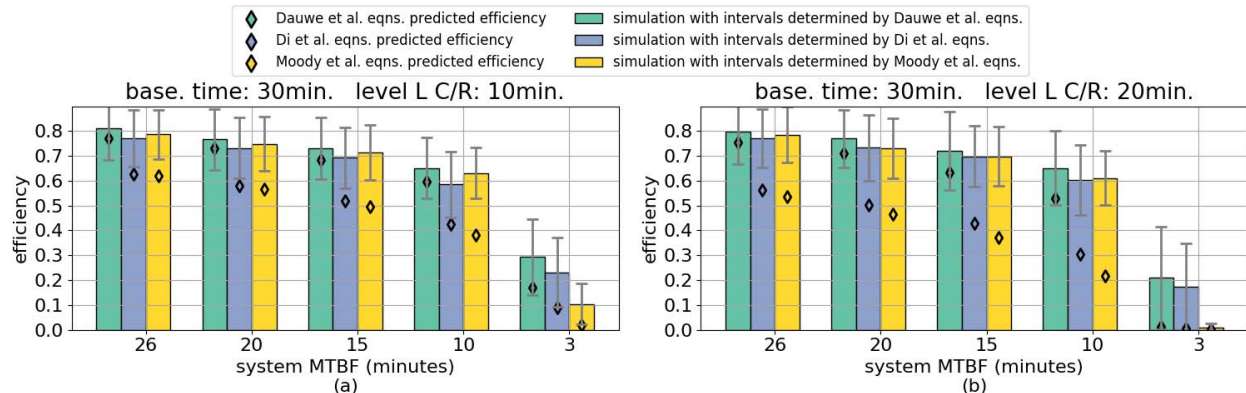 Dauwe et al. eqns. predicted efficiency
Di et al. eqns. predicted efficiency
Moody et al. eqns. predicted efficiency
simulation with intervals determined by Dauwe et al. eqns.
simulation with intervals determined by Di et al. eqns.
simulation with intervals determined by Moody et al. eqns.
base. time: 30min. level L C/R: 10min.
efficiency
0.8
0.7
0.6
0.5
0.4
0.3
0.2
0.1
0.0
26 20 15 10 3
system MTBF (minutes)
(a)
base. time: 30min. level L C/R: 20min.
efficiency
0.8
0.7
0.6
0.5
0.4
0.3
0.2
0.1
0.0
26 20 15 10 3
system MTBF (minutes)
(b)